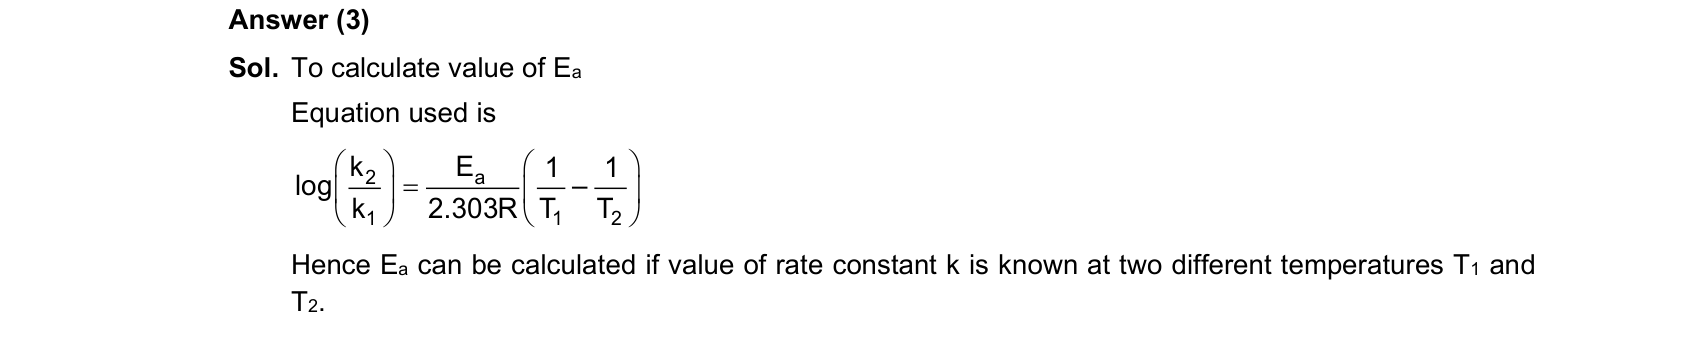 Answer (3)
Sol. To calculate value of Eₐ
Equation used is
log(k₂/k₁) = Eₐ/2.303R (1/T₁ − 1/T₂)
Hence Eₐ can be calculated if value of rate constant k is known at two different temperatures T₁ and
T₂.